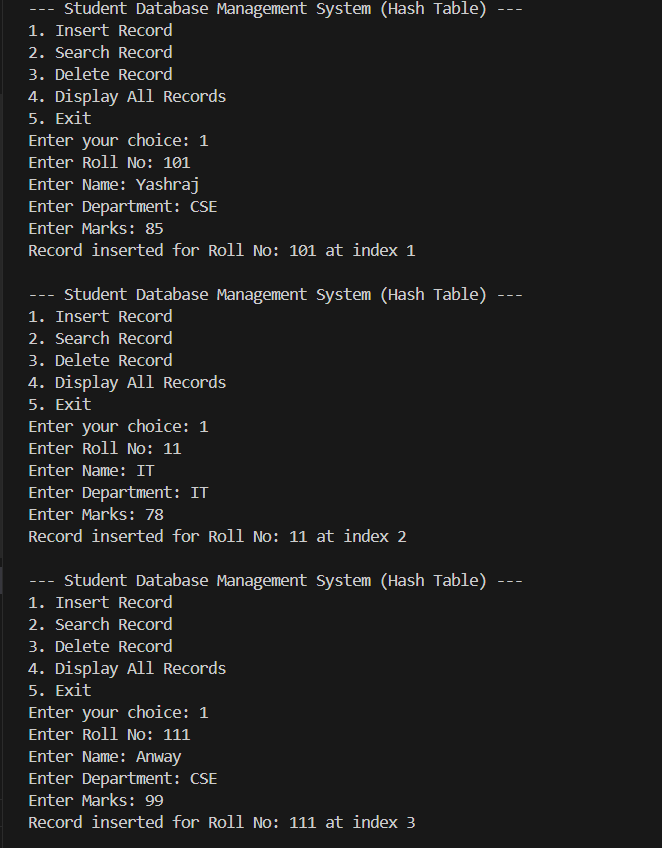 --- Student Database Management System (Hash Table) ---
1. Insert Record
2. Search Record
3. Delete Record
4. Display All Records
5. Exit
Enter your choice: 1
Enter Roll No: 101
Enter Name: Yashraj
Enter Department: CSE
Enter Marks: 85
Record inserted for Roll No: 101 at index 1

--- Student Database Management System (Hash Table) ---
1. Insert Record
2. Search Record
3. Delete Record
4. Display All Records
5. Exit
Enter your choice: 1
Enter Roll No: 11
Enter Name: IT
Enter Department: IT
Enter Marks: 78
Record inserted for Roll No: 11 at index 2

--- Student Database Management System (Hash Table) ---
1. Insert Record
2. Search Record
3. Delete Record
4. Display All Records
5. Exit
Enter your choice: 1
Enter Roll No: 111
Enter Name: Anway
Enter Department: CSE
Enter Marks: 99
Record inserted for Roll No: 111 at index 3